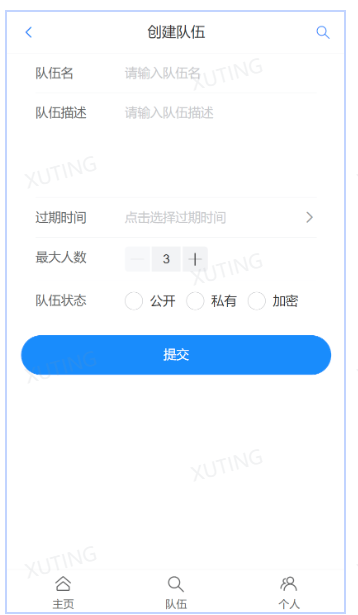 创建队伍
队伍名 请输入队伍名
队伍描述 请输入队伍描述
过期时间 点击选择过期时间
最大人数 3
队伍状态 公开 私有 加密
提交
主页 队伍 个人
XUTING
XUTING
XUTING
XUTING
XUTING
XUTING